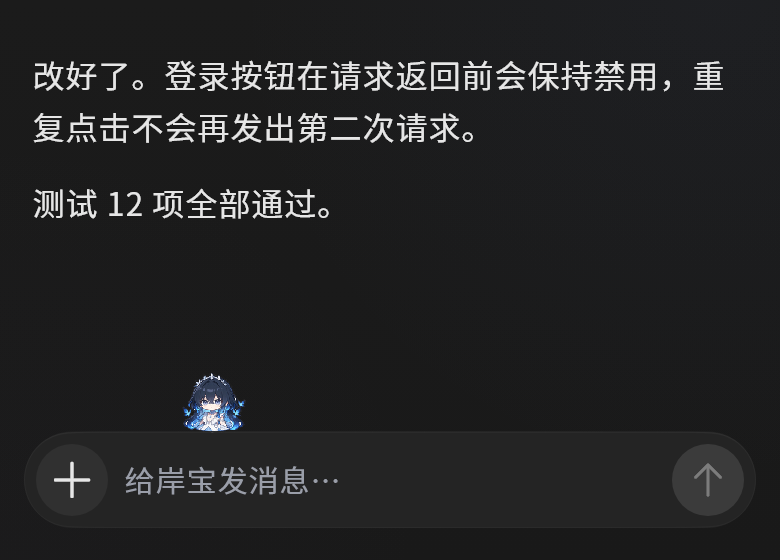 改好了。登录按钮在请求返回前会保持禁用，重
复点击不会再发出第二次请求。
测试 12 项全部通过。
给岸宝发消息…